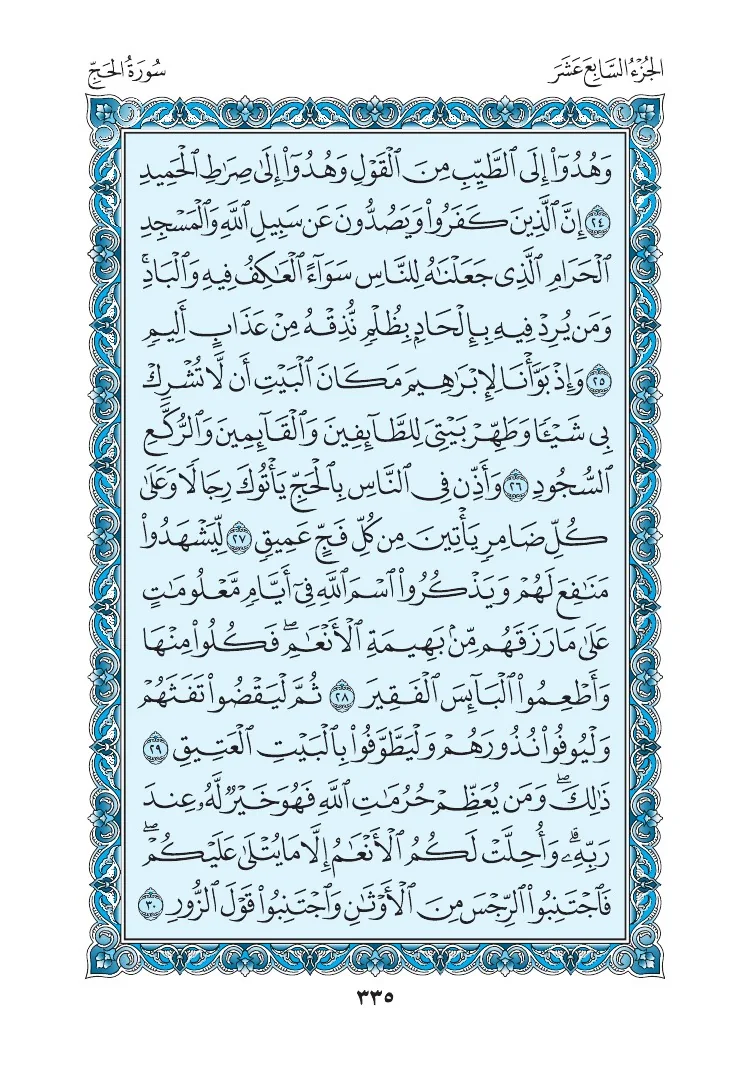 الجُزْءُ السَّابِعَ عَشَرَ
سُورَةُ الحَجِّ
وَهُدُوٓا۟ إِلَى ٱلطَّيِّبِ مِنَ ٱلْقَوْلِ وَهُدُوٓا۟ إِلَىٰ صِرَٰطِ ٱلْحَمِيدِ
٢٤ إِنَّ ٱلَّذِينَ كَفَرُوا۟ وَيَصُدُّونَ عَن سَبِيلِ ٱللَّهِ وَٱلْمَسْجِدِ
ٱلْحَرَامِ ٱلَّذِى جَعَلْنَٰهُ لِلنَّاسِ سَوَآءً ٱلْعَٰكِفُ فِيهِ وَٱلْبَادِ ۚ
وَمَن يُرِدْ فِيهِ بِإِلْحَادٍۭ بِظُلْمٍ نُّذِقْهُ مِنْ عَذَابٍ أَلِيمٍ
٢٥ وَإِذْ بَوَّأْنَا لِإِبْرَٰهِيمَ مَكَانَ ٱلْبَيْتِ أَن لَّا تُشْرِكْ
بِى شَيْـًٔا وَطَهِّرْ بَيْتِىَ لِلطَّآئِفِينَ وَٱلْقَآئِمِينَ وَٱلرُّكَّعِ
ٱلسُّجُودِ ٢٦ وَأَذِّن فِى ٱلنَّاسِ بِٱلْحَجِّ يَأْتُوكَ رِجَالًا وَعَلَىٰ
كُلِّ ضَامِرٍ يَأْتِينَ مِن كُلِّ فَجٍّ عَمِيقٍ ٢٧ لِّيَشْهَدُوا۟
مَنَٰفِعَ لَهُمْ وَيَذْكُرُوا۟ ٱسْمَ ٱللَّهِ فِىٓ أَيَّامٍ مَّعْلُومَٰتٍ
عَلَىٰ مَا رَزَقَهُم مِّنۢ بَهِيمَةِ ٱلْأَنْعَٰمِ ۖ فَكُلُوا۟ مِنْهَا
وَأَطْعِمُوا۟ ٱلْبَآئِسَ ٱلْفَقِيرَ ٢٨ ثُمَّ لْيَقْضُوا۟ تَفَثَهُمْ
وَلْيُوفُوا۟ نُذُورَهُمْ وَلْيَطَّوَّفُوا۟ بِٱلْبَيْتِ ٱلْعَتِيقِ ٢٩
ذَٰلِكَ ۖ وَمَن يُعَظِّمْ حُرُمَٰتِ ٱللَّهِ فَهُوَ خَيْرٌ لَّهُۥ عِندَ
رَبِّهِۦ ۗ وَأُحِلَّتْ لَكُمُ ٱلْأَنْعَٰمُ إِلَّا مَا يُتْلَىٰ عَلَيْكُمْ ۖ
فَٱجْتَنِبُوا۟ ٱلرِّجْسَ مِنَ ٱلْأَوْثَٰنِ وَٱجْتَنِبُوا۟ قَوْلَ ٱلزُّورِ ٣٠
٣٣٥